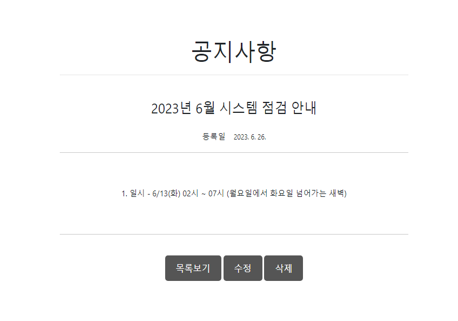 공지사항
2023년 6월 시스템 점검 안내
등록일 2023. 6. 26.
1. 일시 - 6/13(화) 02시 ~ 07시 (월요일에서 화요일 넘어가는 새벽)
목록보기 수정 삭제